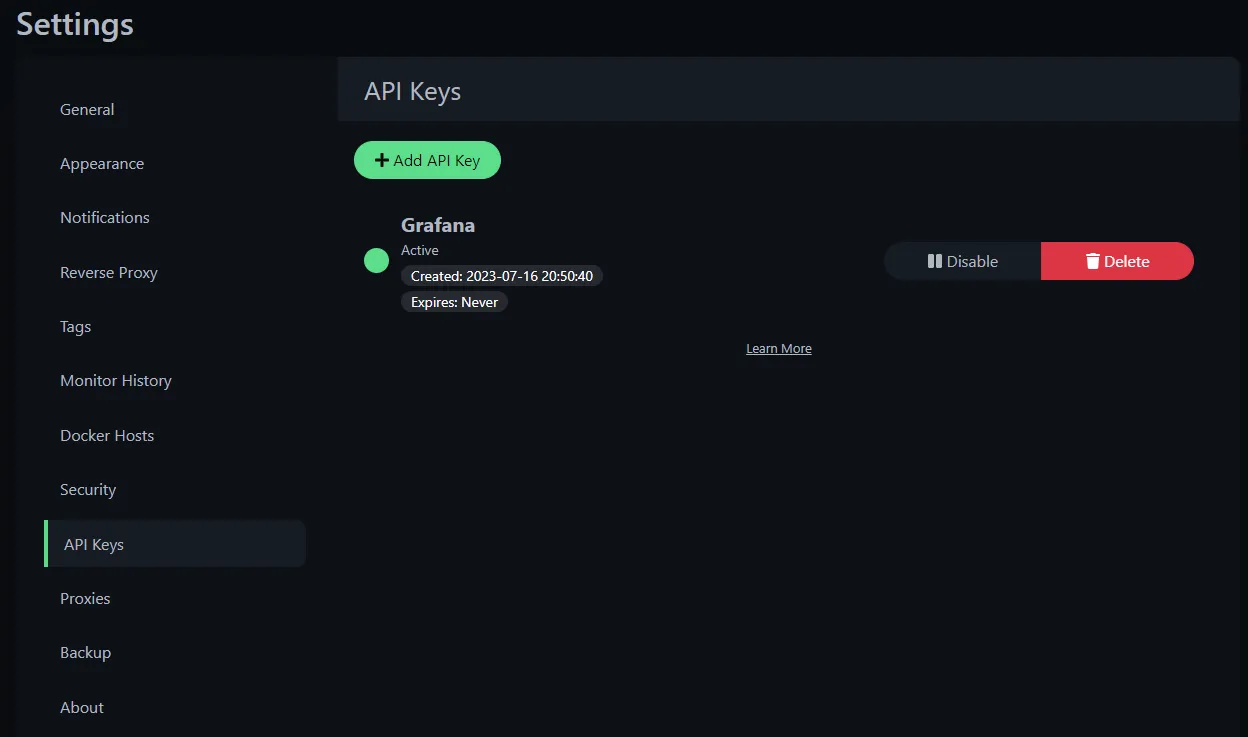 Settings
General
Appearance
Notifications
Reverse Proxy
Tags
Monitor History
Docker Hosts
Security
API Keys
Proxies
Backup
About
API Keys
Add API Key
Grafana
Active
Created: 2023-07-16 20:50:40
Expires: Never
Disable
Delete
Learn More